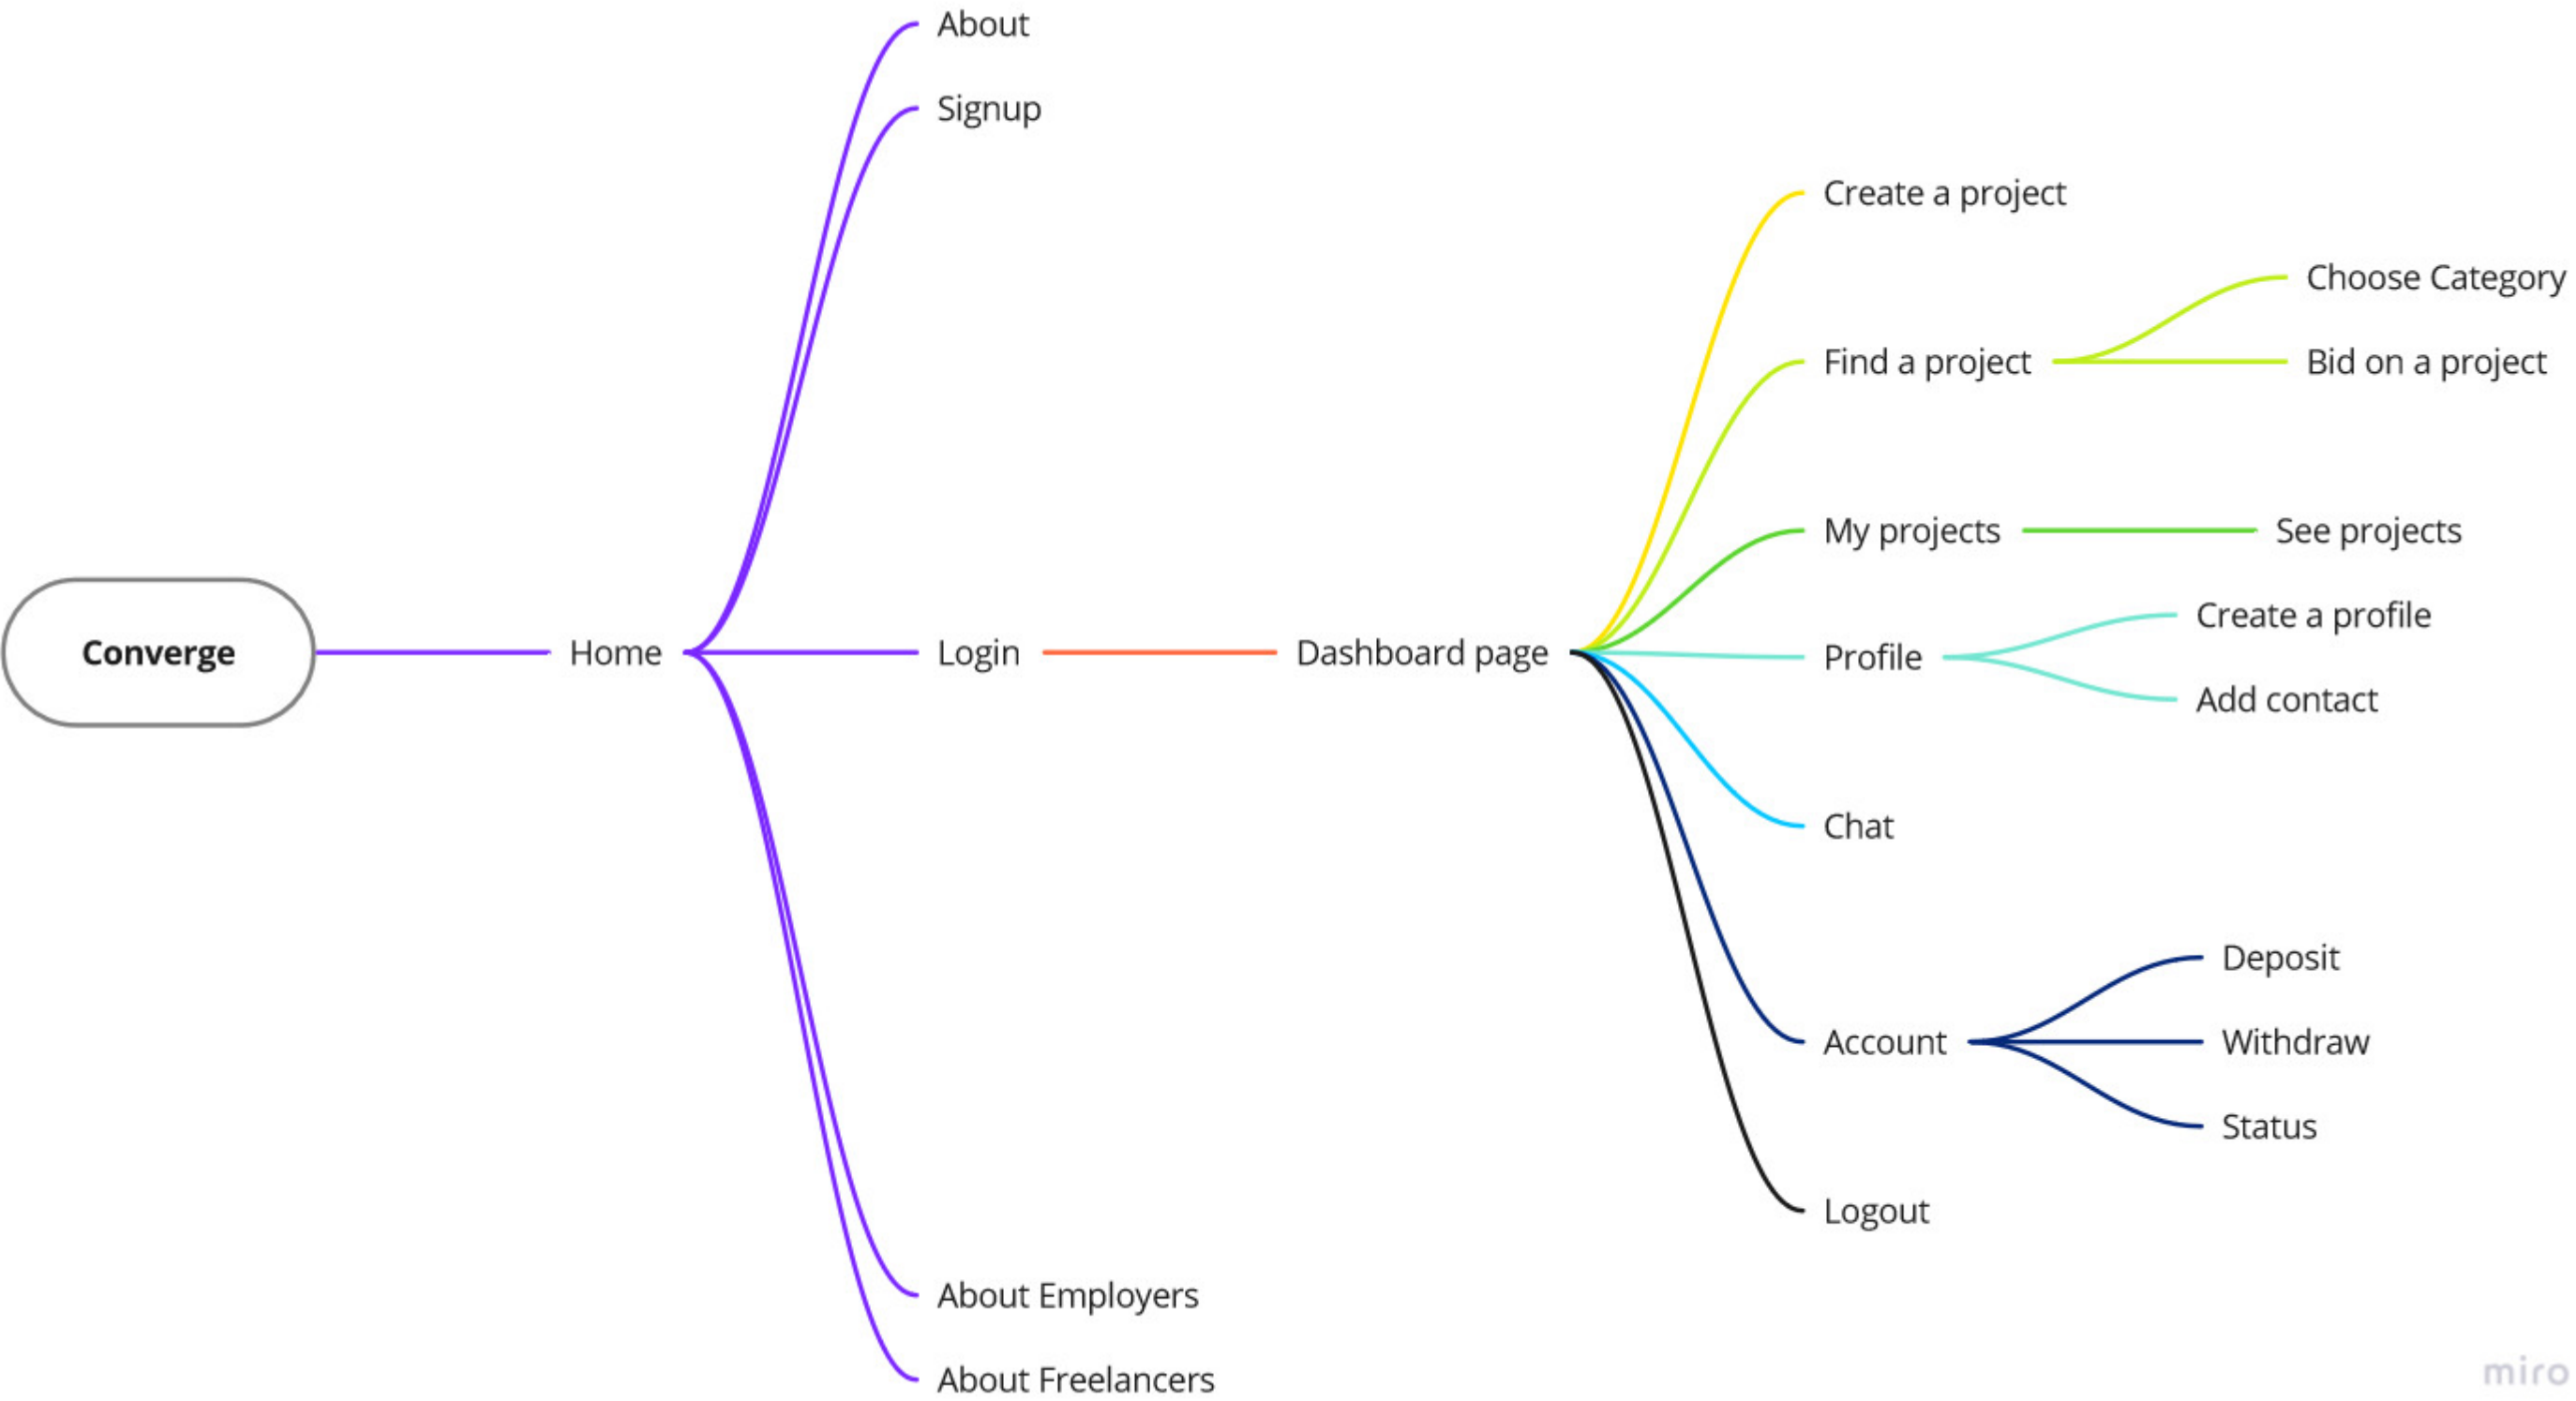 About
Signup
Create a project
Choose Category
Find a project
Bid on a project
My projects
See projects
Create a profile
Converge
Home
Login
Dashboard page
Profile
Add contact
Chat
Deposit
Account
Withdraw
Status
Logout
About Employers
About Freelancers
miro